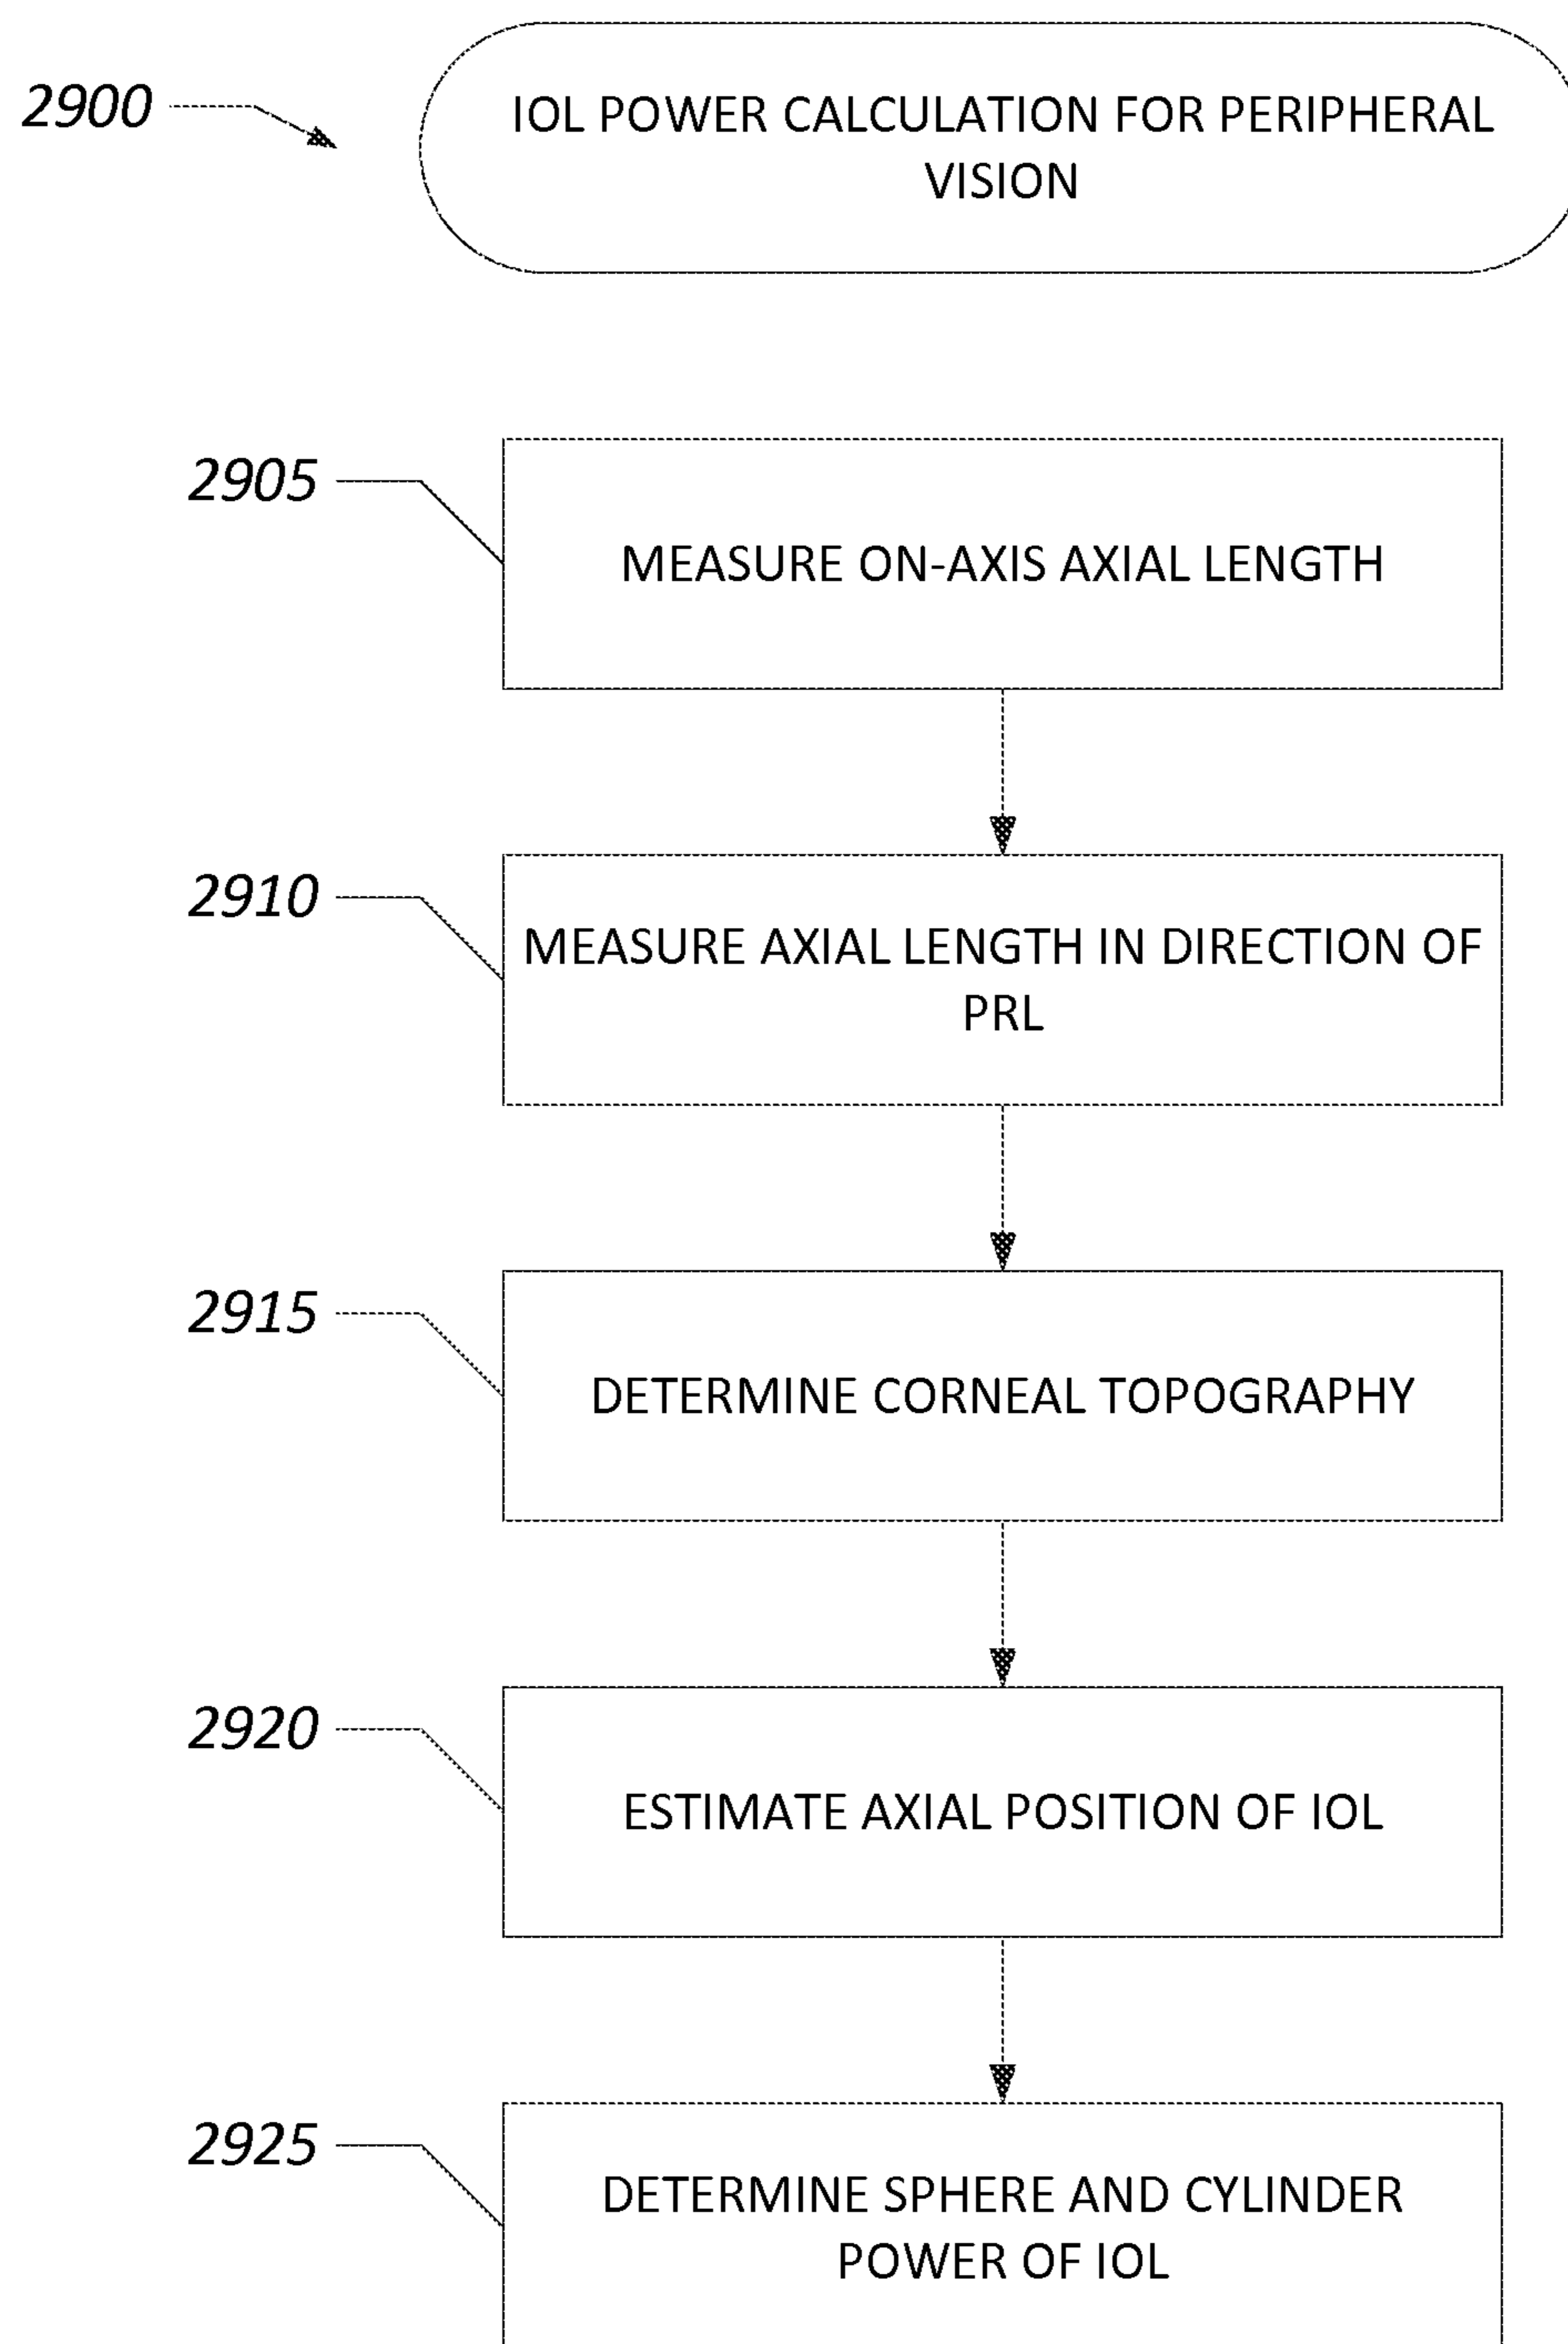 2900
IOL POWER CALCULATION FOR PERIPHERAL
VISION
2905
MEASURE ON-AXIS AXIAL LENGTH
2910
MEASURE AXIAL LENGTH IN DIRECTION OF
PRL
2915
DETERMINE CORNEAL TOPOGRAPHY
2920
ESTIMATE AXIAL POSITION OF IOL
2925
DETERMINE SPHERE AND CYLINDER
POWER OF IOL